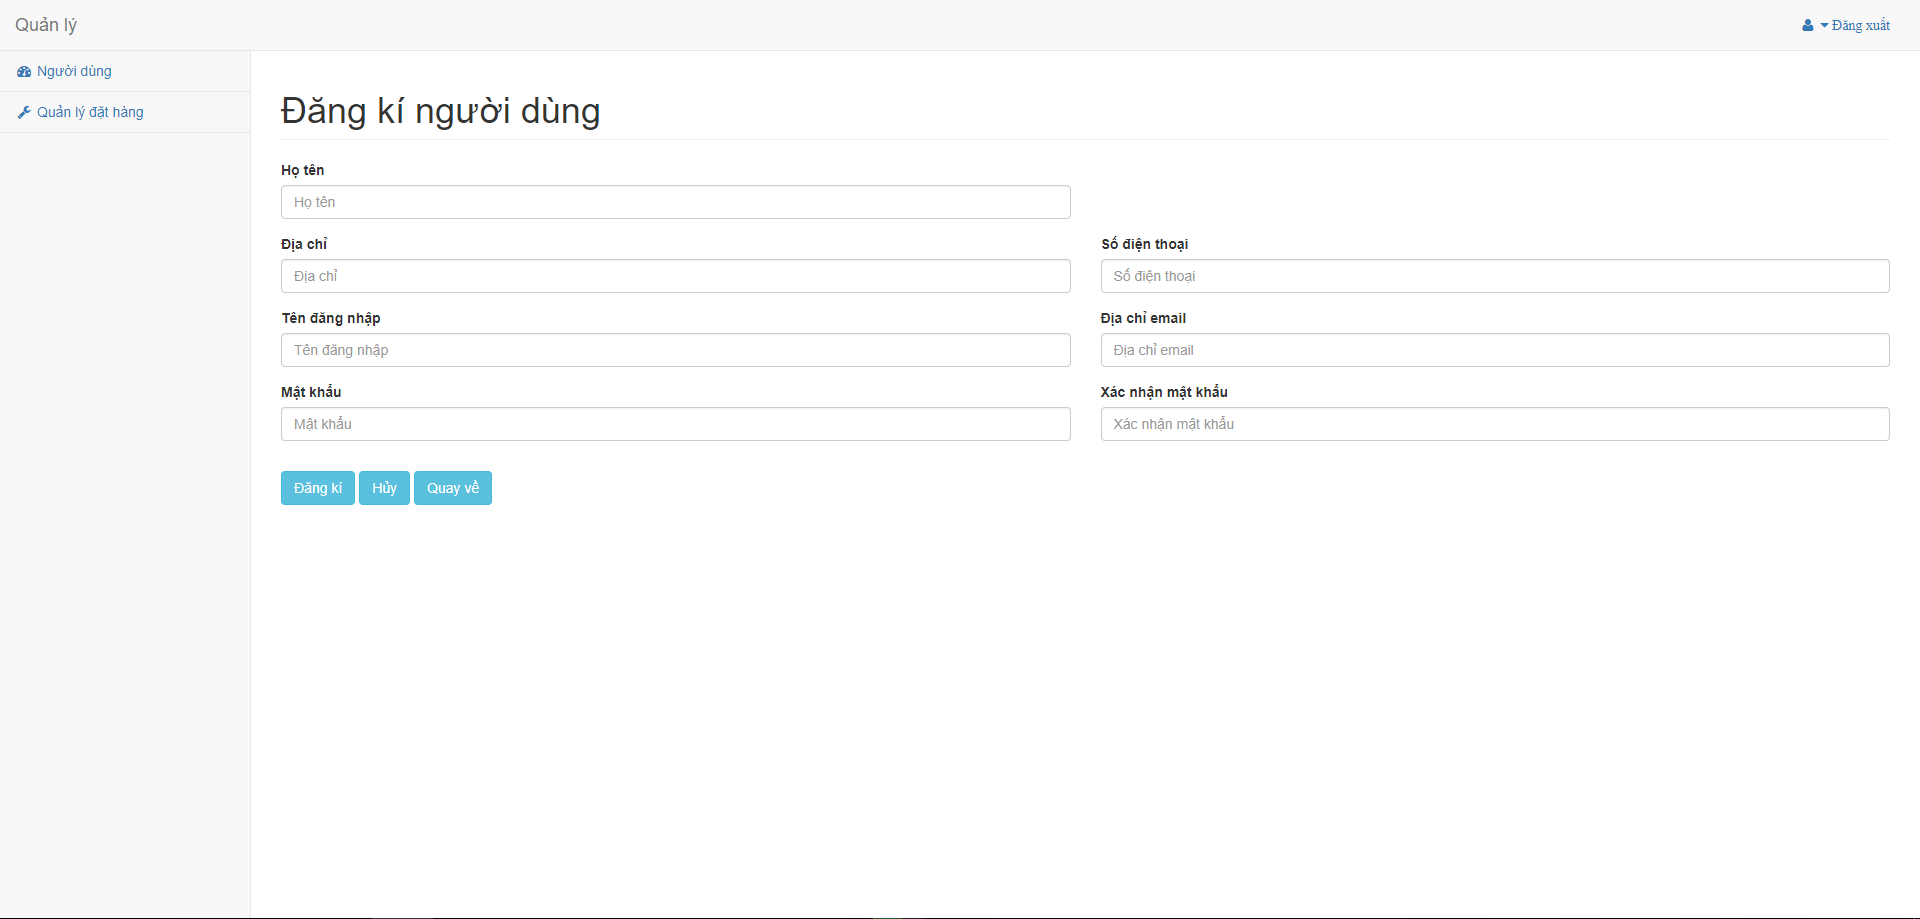 Quản lý
Đăng xuất
Người dùng
Quản lý đặt hàng
Đăng kí người dùng
Họ tên
Họ tên
Địa chỉ
Số điện thoại
Địa chỉ
Số điện thoại
Tên đăng nhập
Địa chỉ email
Tên đăng nhập
Địa chỉ email
Mật khẩu
Xác nhận mật khẩu
Mật khẩu
Xác nhận mật khẩu
Đăng kí Hủy Quay về